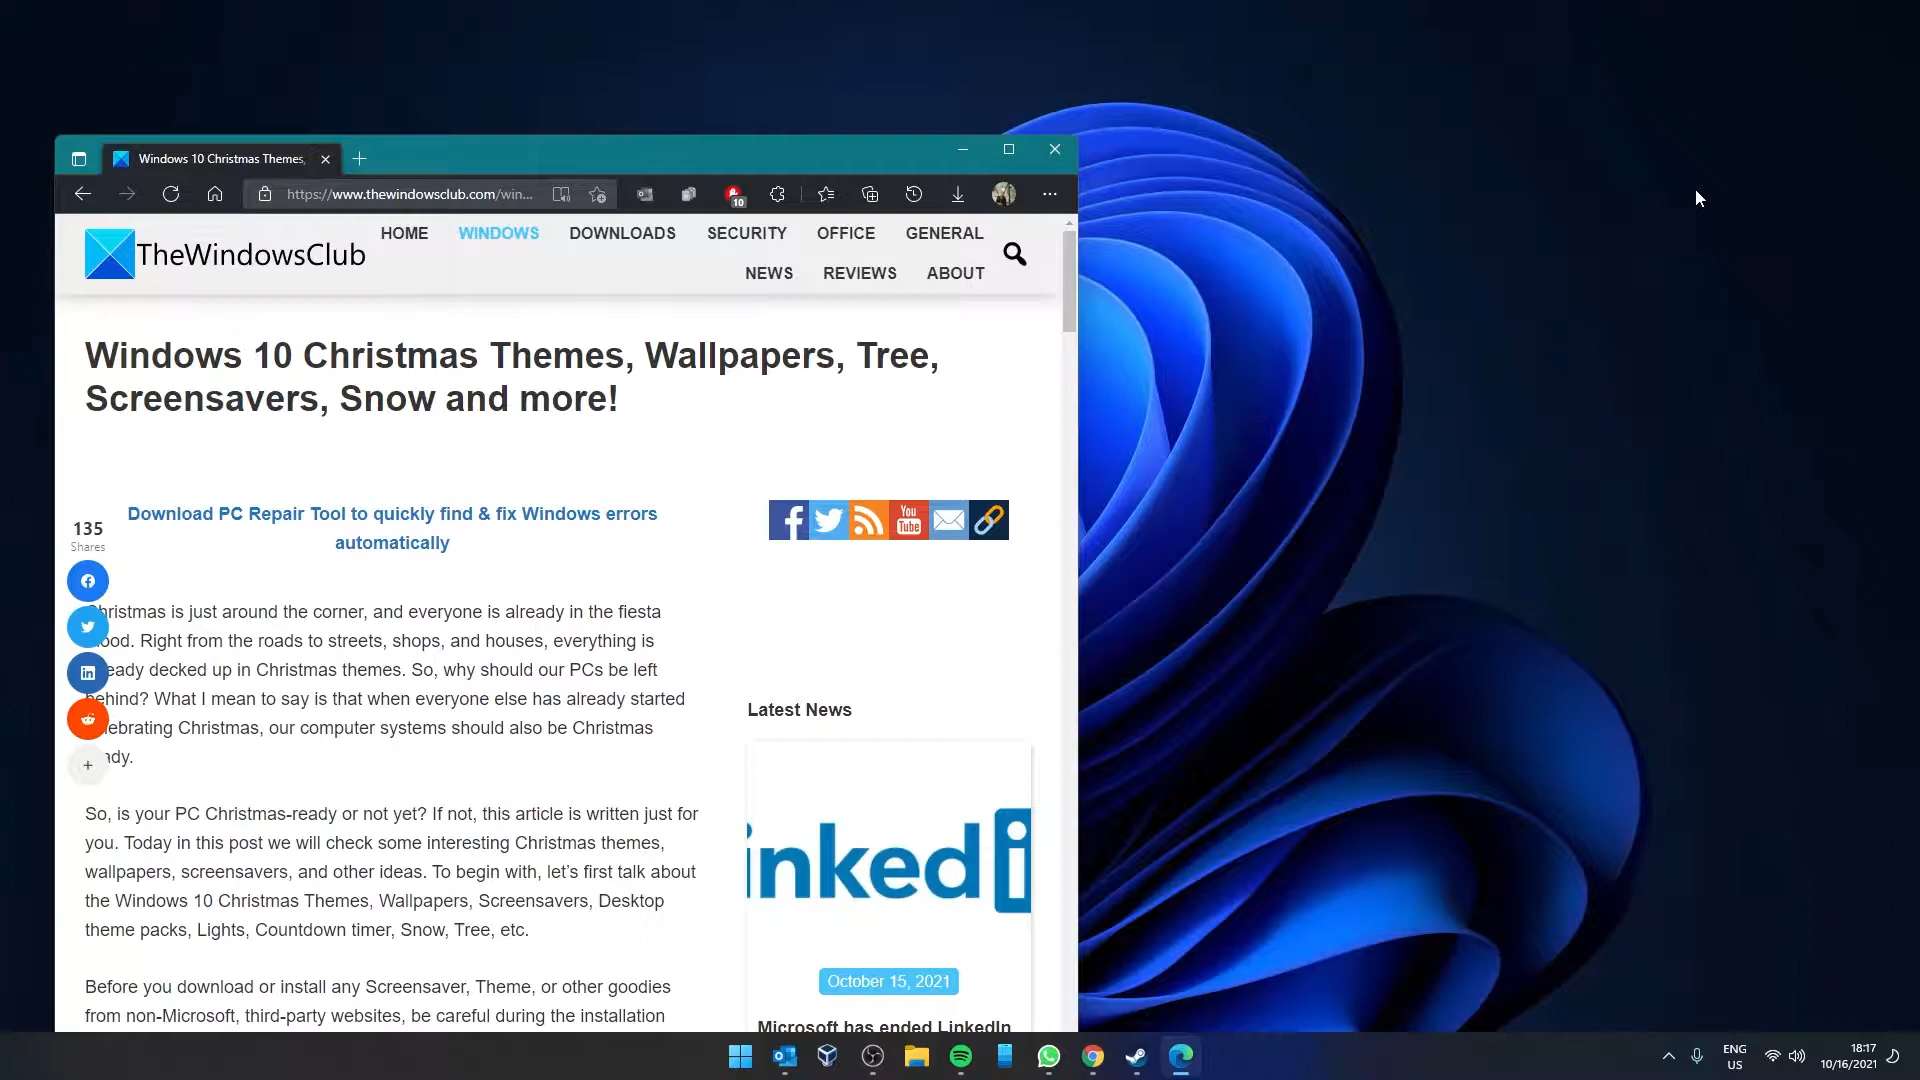 Windows 10 Christmas Themes,
https://www.thewindowsclub.com/win...
10
TheWindowsClub
HOME WINDOWS DOWNLOADS SECURITY OFFICE GENERAL
NEWS REVIEWS ABOUT
Windows 10 Christmas Themes, Wallpapers, Tree,
Screensavers, Snow and more!
135
Shares
Download PC Repair Tool to quickly find & fix Windows errors
automatically
You
Tube
hristmas is just around the corner, and everyone is already in the fiesta
ood. Right from the roads to streets, shops, and houses, everything is
eady decked up in Christmas themes. So, why should our PCs be left
behind? What I mean to say is that when everyone else has already started
ebrating Christmas, our computer systems should also be Christmas
ady.
So, is your PC Christmas-ready or not yet? If not, this article is written just for
you. Today in this post we will check some interesting Christmas themes,
wallpapers, screensavers, and other ideas. To begin with, let's first talk about
the Windows 10 Christmas Themes, Wallpapers, Screensavers, Desktop
theme packs, Lights, Countdown timer, Snow, Tree, etc.
Before you download or install any Screensaver, Theme, or other goodies
from non-Microsoft, third-party websites, be careful during the installation
Latest News
inked i
October 15, 2021
Microsoft has ended LinkedIn
ENG
US
18:17
10/16/2021